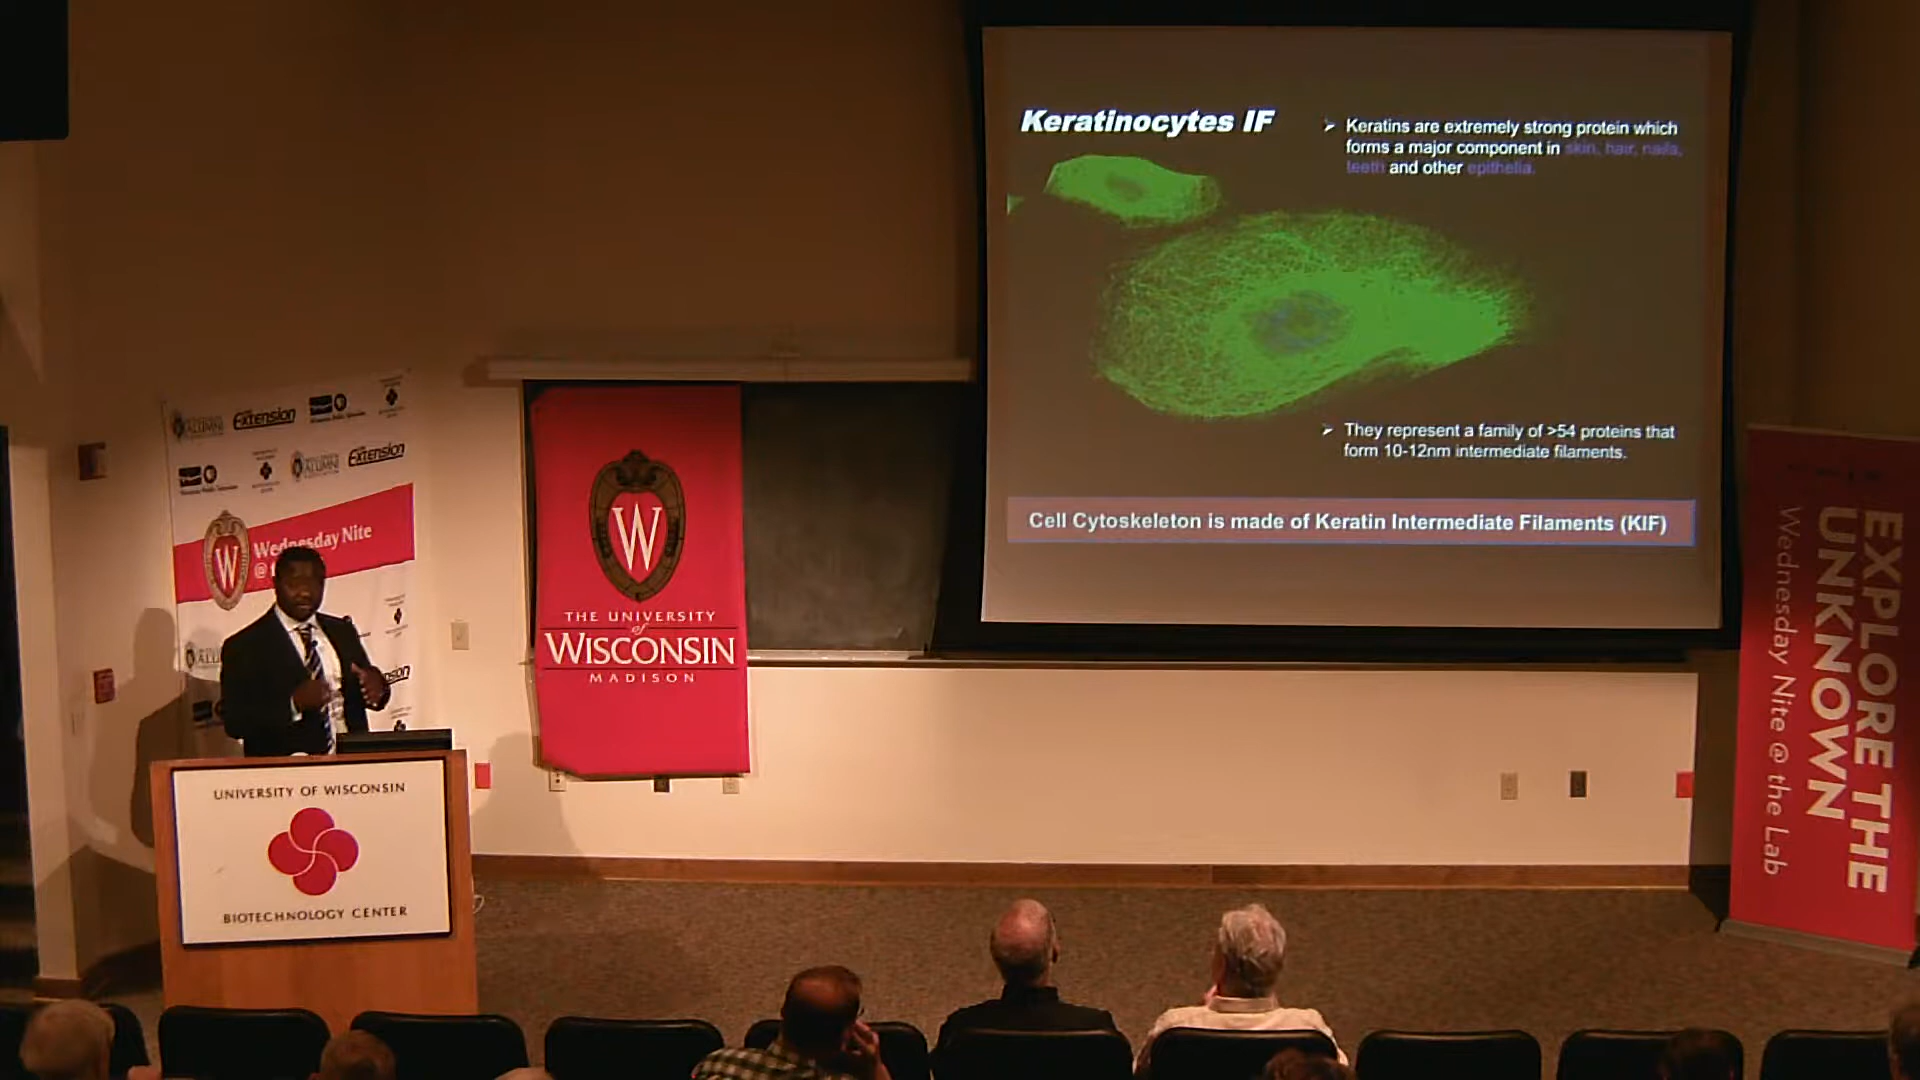 Keratinocytes IF
➢ Keratins are extremely strong protein which
forms a major component in skin, hair, nails,
teeth and other epithelia.
➢ They represent a family of >54 proteins that
form 10-12nm intermediate filaments.
Cell Cytoskeleton is made of Keratin Intermediate Filaments (KIF)
ALUMNI
Extension
ALUMNI
Extension
W
Wednesday Nite
@
W
THE UNIVERSITY
of
WISCONSIN
MADISON
UNIVERSITY OF WISCONSIN
BIOTECHNOLOGY CENTER
EXPLORE THE
UNKNOWN
Wednesday Nite @ the Lab